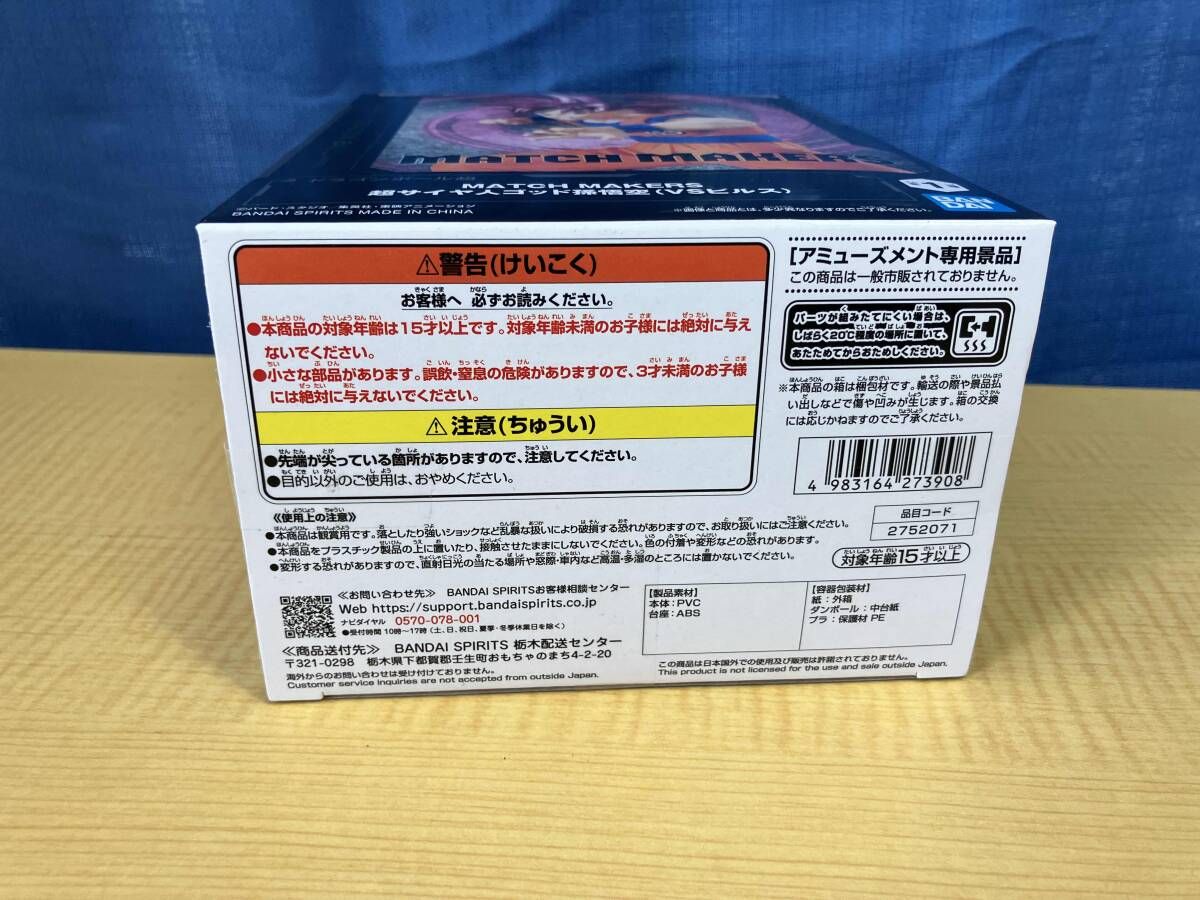 MATCH MAKERS
MATCH MAKERS
超サイヤ人ゴッド孫悟空(VSビルス)
©バード・スタジオ/集英社・東映アニメーション
BANDAI SPIRITS MADE IN CHINA
※画像と商品とは、多少異なりますのでご了承ください。
BAN
DAI
⚠警告(けいこく)
お客様へ 必ずお読みください。
●本商品の対象年齢は15才以上です。対象年齢未満のお子様には絶対に与え
ないでください。
●小さな部品があります。誤飲・窒息の危険がありますので、3才未満のお子様
には絶対に与えないでください。
⚠注意(ちゅうい)
●先端が尖っている箇所がありますので、注意してください。
●目的以外のご使用は、おやめください。
[アミューズメント専用景品]
この商品は一般市販されておりません。
パーツが組みたてにくい場合は、
しばらく20℃程度の場所に置いて、
あたためてからおためしください。
※本商品の箱は梱包材です。輸送の際や景品払
い出しなどで傷や凹みが生じます。箱の交換
には応じかねますのでご了承ください。
4 983164 273908
品目コード
2752071
対象年齢15才以上
《使用上の注意》
●本商品は観賞用です。落としたり強いショックなど乱暴な扱いにより破損する恐れがありますので、お取り扱いにはご注意ください。
●本商品をプラスチック製品の上に置いたり、接触させたままにしないでください。色の付着や変形などの恐れがあります。
●変形する恐れがありますので、直射日光の当たる場所や窓際・車内など高温・多湿のところには置かないでください。
≪お問い合わせ先≫ BANDAI SPIRITSお客様相談センター
Web https://support.bandaispirits.co.jp
ナビダイヤル 0570-078-001
●受付時間 10時〜17時 (土、日、祝日、夏季・冬季休業日を除く)
≪商品送付先≫ BANDAI SPIRITS 栃木配送センター
〒321-0298 栃木県下都賀郡壬生町おもちゃのまち4-2-20
海外からのお問い合わせは受け付けておりません。
Customer service inquiries are not accepted from outside Japan.
【製品素材】
本体:PVC
台座:ABS
【容器包装材】
紙:外箱
ダンボール:中台紙
プラ:保護材 PE
この商品は日本国外での使用及び販売は許諾されておりません。
This product is not licensed for the use and sale outside Japan.